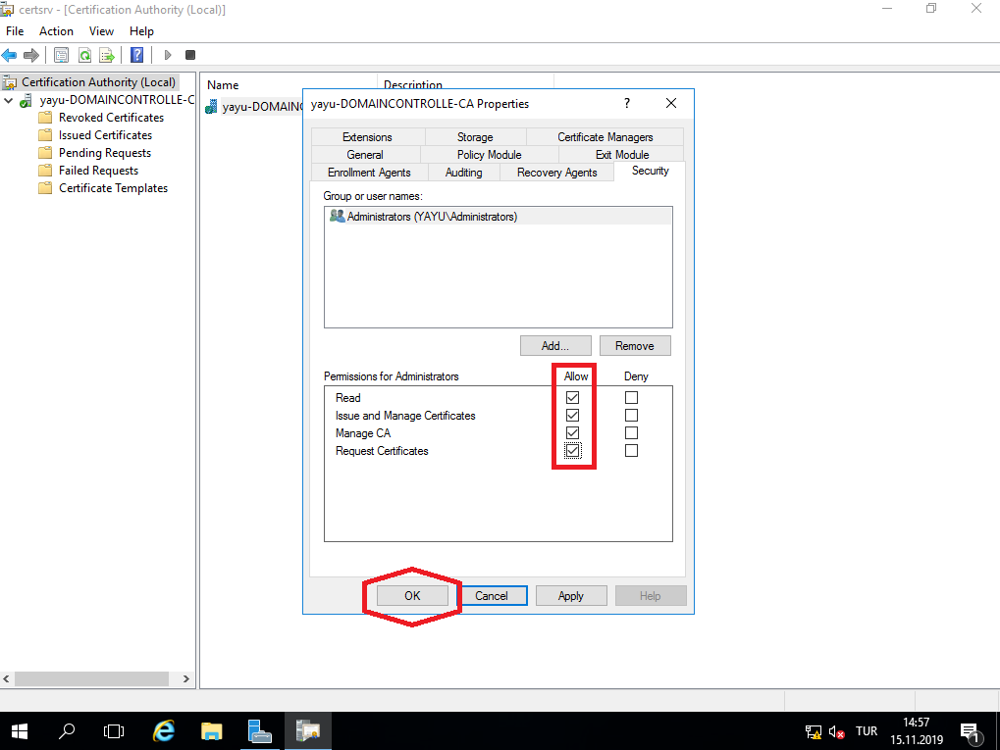 certsrv - [Certification Authority (Local)]
File Action View Help
Certification Authority (Local)
yayu-DOMAINCONTROLLE-C
Revoked Certificates
Issued Certificates
Pending Requests
Failed Requests
Certificate Templates
Name Description
yayu-DOMAINC
yayu-DOMAINCONTROLLE-CA Properties ?
Extensions Storage Certificate Managers
General Policy Module Exit Module
Enrollment Agents Auditing Recovery Agents Security
Group or user names:
Administrators (YAYU\Administrators)
Add... Remove
Permissions for Administrators Allow Deny
Read
Issue and Manage Certificates
Manage CA
Request Certificates
OK Cancel Apply Help
TUR
14:57
15.11.2019
1